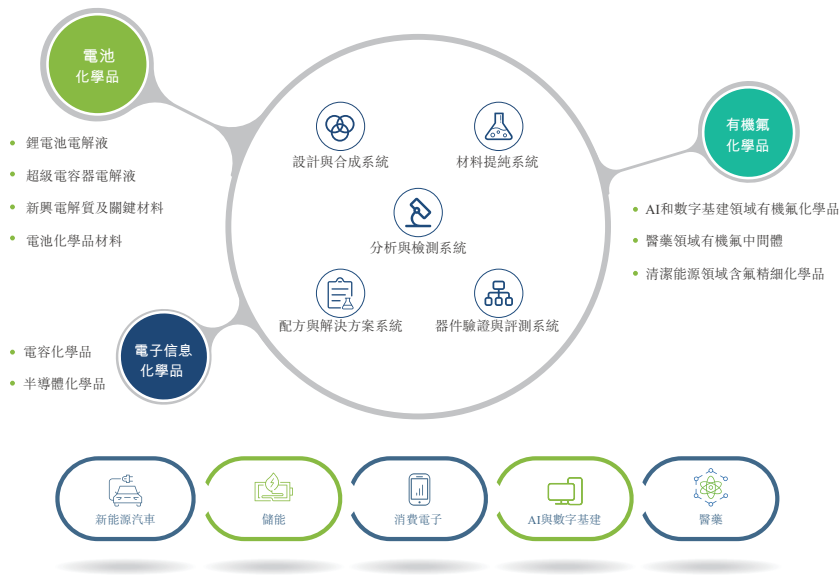 電池
化學品
鋰電池電解液
超級電容器電解液
新興電解質及關鍵材料
電池化學品材料
設計與合成系統
材料提純系統
分析與檢測系統
配方與解決方案系統
器件驗證與評測系統
有機氟
化學品
AI和數字基建領域有機氟化學品
醫藥領域有機氟中間體
清潔能源領域含氟精細化學品
電子信息
化學品
電容化學品
半導體化學品
新能源汽車
儲能
消費電子
AI與數字基建
醫藥